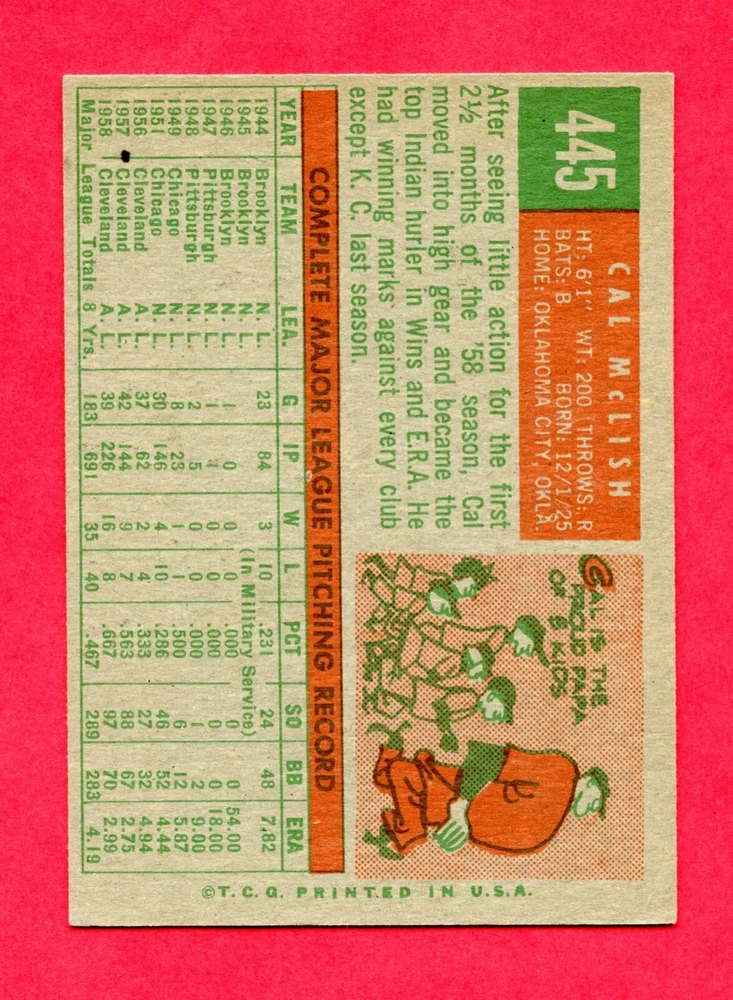 445
CAL McLISH
HT: 6'1" WT: 200 THROWS: R
BATS: B BORN: 12/1/25
HOME: OKLAHOMA CITY, OKLA.
After seeing little action for the first
2½ months of the '58 season, Cal
moved into high gear and became the
top Indian hurler in Wins and E.R.A. He
had winning marks against every club
except K. C. last season.
CAL IS THE
PROUD PAPA
OF 5 KIDS
COMPLETE MAJOR LEAGUE PITCHING RECORD
YEAR TEAM LEA. G IP W L PCT SO BB ERA
1944 Brooklyn N. L. 23 84 3 10 .231 24 48 7.82
1945 Brooklyn (In Military Service)
1946 Brooklyn N. L. 1 0 0 0 .000 0 0 54.00
1947 Pittsburgh N. L. 1 1 0 0 .000 0 0 18.00
1948 Pittsburgh N. L. 2 5 0 0 .000 1 2 9.00
1949 Chicago N. L. 8 23 1 1 .500 6 12 5.87
1951 Chicago N. L. 30 146 4 10 .286 46 52 4.44
1956 Cleveland A. L. 37 62 2 4 .333 27 32 4.94
1957 Cleveland A. L. 42 144 9 7 .563 88 67 2.75
1958 Cleveland A. L. 39 226 16 8 .667 97 70 2.99
Major League Totals 8 Yrs. 183 691 35 40 .467 289 283 4.19
©T.C.G. PRINTED IN U.S.A.